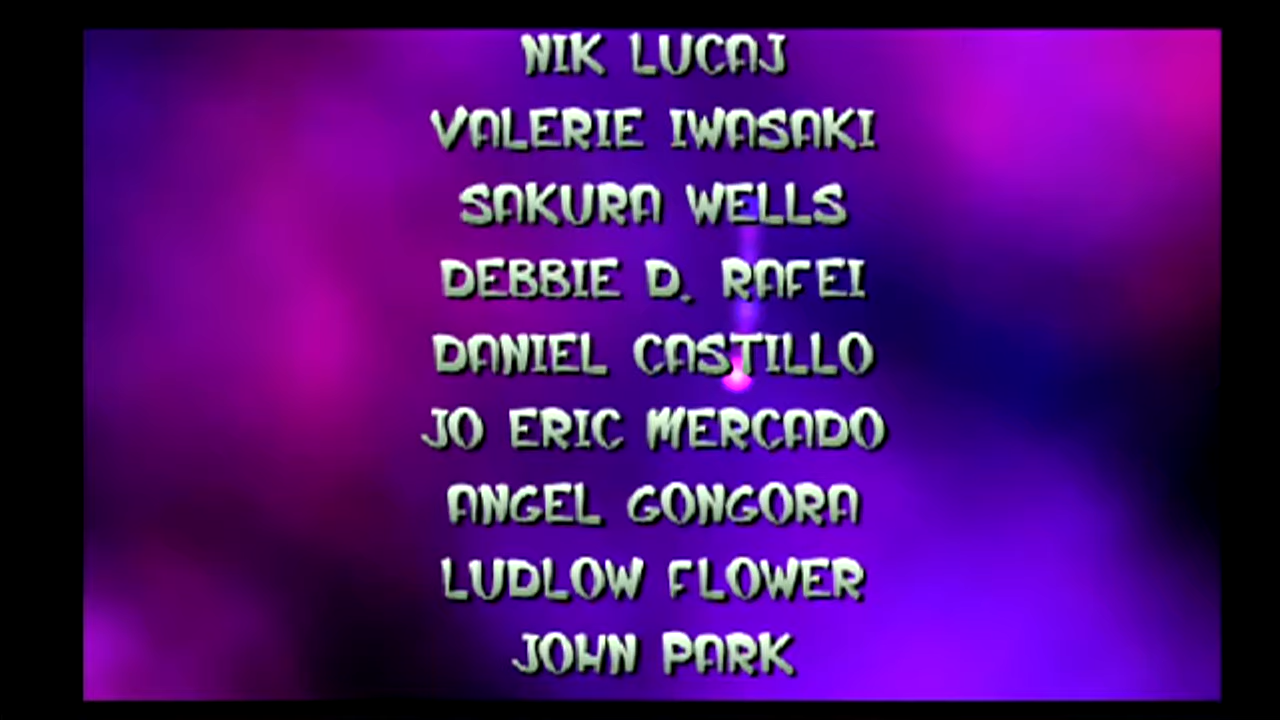 NIK LUCAJ
VALERIE IWASAKI
SAKURA WELLS
DEBBIE D. RAFEI
DANIEL CASTILLO
JO ERIC MERCADO
ANGEL GONGORA
LUDLOW FLOWER
JOHN PARK